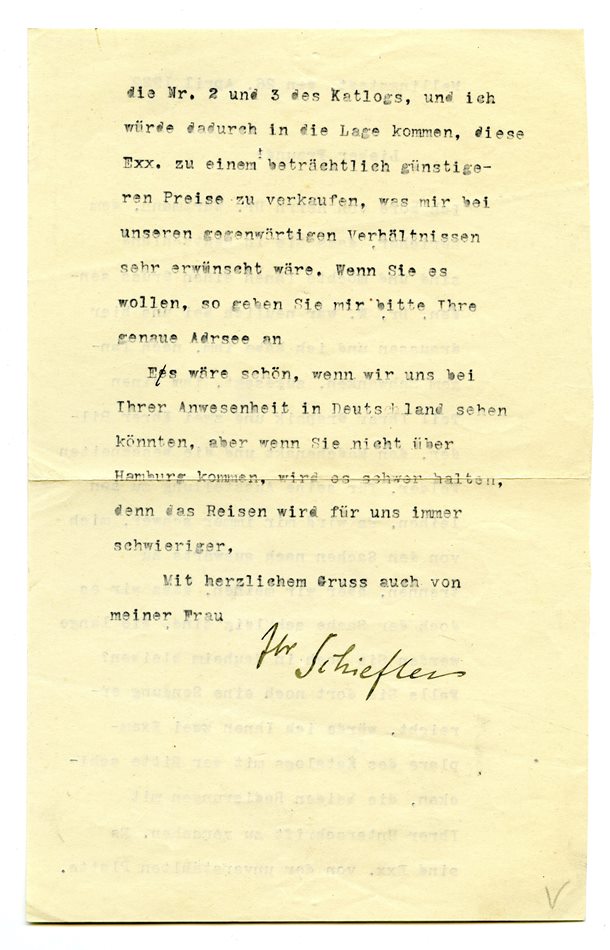 die Nr. 2 und 3 des Katlogs, und ich
würde dadurch in die Lage kommen, diese
Exx. zu einem beträchtlich günstige-
ren Preise zu verkaufen, was mir bei
unseren gegenwärtigen Verhältnissen
sehr erwünscht wäre. Wenn Sie es
wollen, so geben Sie mir bitte Ihre
genaue Adrsee an
Es wäre schön, wenn wir uns bei
Ihrer Anwesenheit in Deutschland sehen
könnten, aber wenn Sie nicht über
Hamburg kommen, wird es schwer halten,
denn das Reisen wird für uns immer
schwieriger,
Mit herzlichem Gruss auch von
meiner Frau
Ihr Schiefler